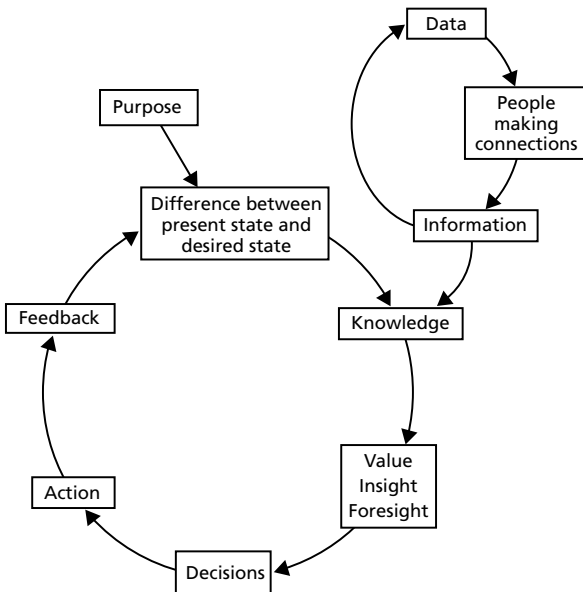 Data
People
making
connections
Information
Purpose
Difference between
present state and
desired state
Knowledge
Value
Insight
Foresight
Decisions
Action
Feedback